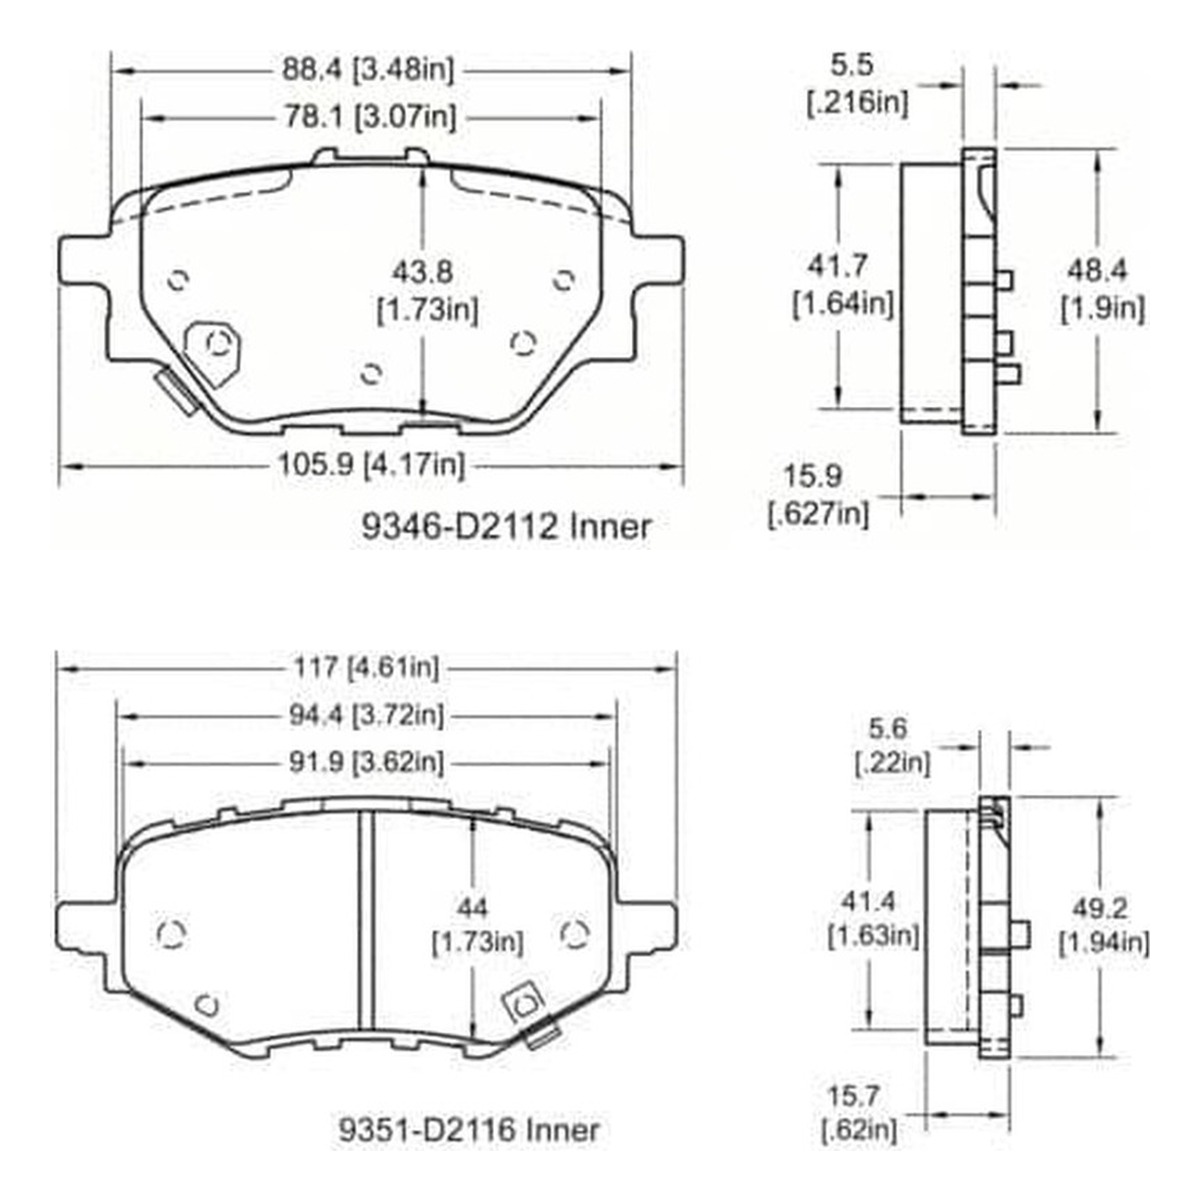 88.4 [3.48in]
78.1 [3.07in]
43.8
[1.73in]
105.9 [4.17in]
9346-D2112 Inner
5.5
[.216in]
41.7
[1.64in]
48.4
[1.9in]
15.9
[.627in]
117 [4.61in]
94.4 [3.72in]
91.9 [3.62in]
44
[1.73in]
9351-D2116 Inner
5.6
[.22in]
41.4
[1.63in]
49.2
[1.94in]
15.7
[.62in]